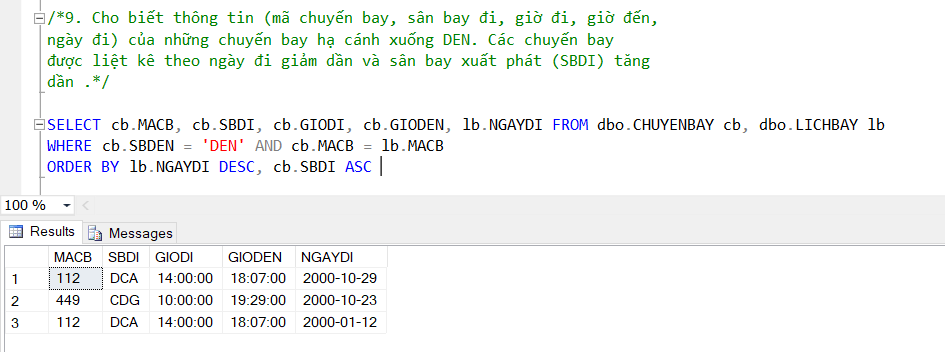 /*9. Cho biết thông tin (mã chuyến bay, sân bay đi, giờ đi, giờ đến,
ngày đi) của những chuyến bay hạ cánh xuống DEN. Các chuyến bay
được liệt kê theo ngày đi giảm dần và sân bay xuất phát (SBDI) tăng
dần .*/
SELECT cb.MACB, cb.SBDI, cb.GIODI, cb.GIODEN, lb.NGAYDI FROM dbo.CHUYENBAY cb, dbo.LICHBAY lb
WHERE cb.SBDEN = 'DEN' AND cb.MACB = lb.MACB
ORDER BY lb.NGAYDI DESC, cb.SBDI ASC
100 %
Results Messages
MACB SBDI GIODI GIODEN NGAYDI
1 112 DCA 14:00:00 18:07:00 2000-10-29
2 449 CDG 10:00:00 19:29:00 2000-10-23
3 112 DCA 14:00:00 18:07:00 2000-01-12